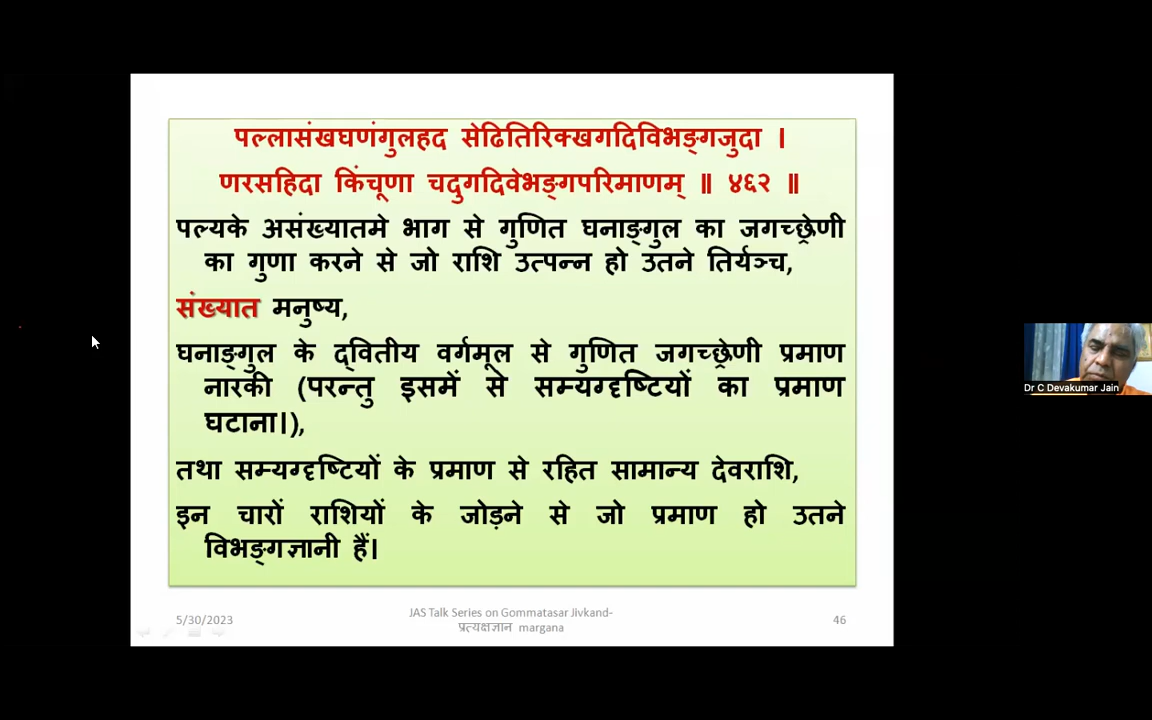 पल्लासंखघणंगुलहद सेढितिरिक्खगदिविभङ्गजुदा ।
णरसहिदा किंचूणा चदुगदिवेभङ्गपरिमाणम् ॥ ४६२ ॥
पल्यके असंख्यातमे भाग से गुणित घनाङ्गुल का जगच्छ्रेणी
का गुणा करने से जो राशि उत्पन्न हो उतने तिर्यञ्च,
संख्यात मनुष्य,
घनाङ्गुल के द्वितीय वर्गमूल से गुणित जगच्छ्रेणी प्रमाण
नारकी (परन्तु इसमें से सम्यग्दृष्टियों का प्रमाण
घटाना।),
तथा सम्यग्दृष्टियों के प्रमाण से रहित सामान्य देवराशि,
इन चारों राशियों के जोड़ने से जो प्रमाण हो उतने
विभङ्गज्ञानी हैं।
5/30/2023
JAS Talk Series on Gommatasar Jivkand-
प्रत्यक्षज्ञान margana
46
Dr C Devakumar Jain